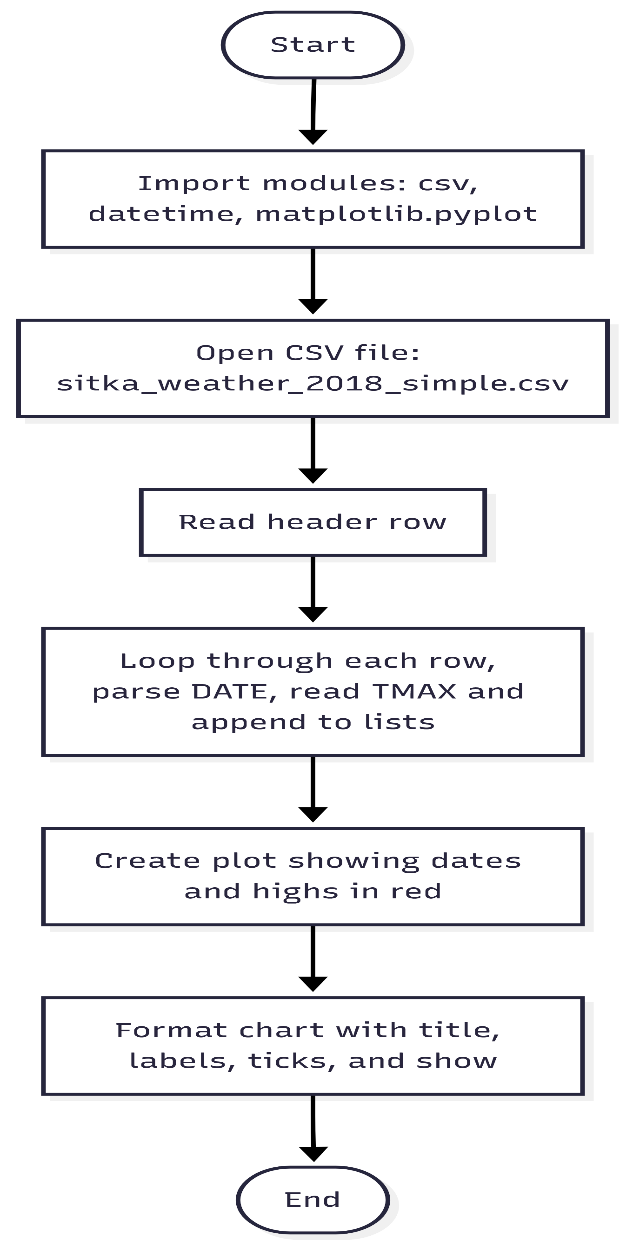 Start
Import modules: csv,
datetime, matplotlib.pyplot
Open CSV file:
sitka_weather_2018_simple.csv
Read header row
Loop through each row,
parse DATE, read TMAX and
append to lists
Create plot showing dates
and highs in red
Format chart with title,
labels, ticks, and show
End